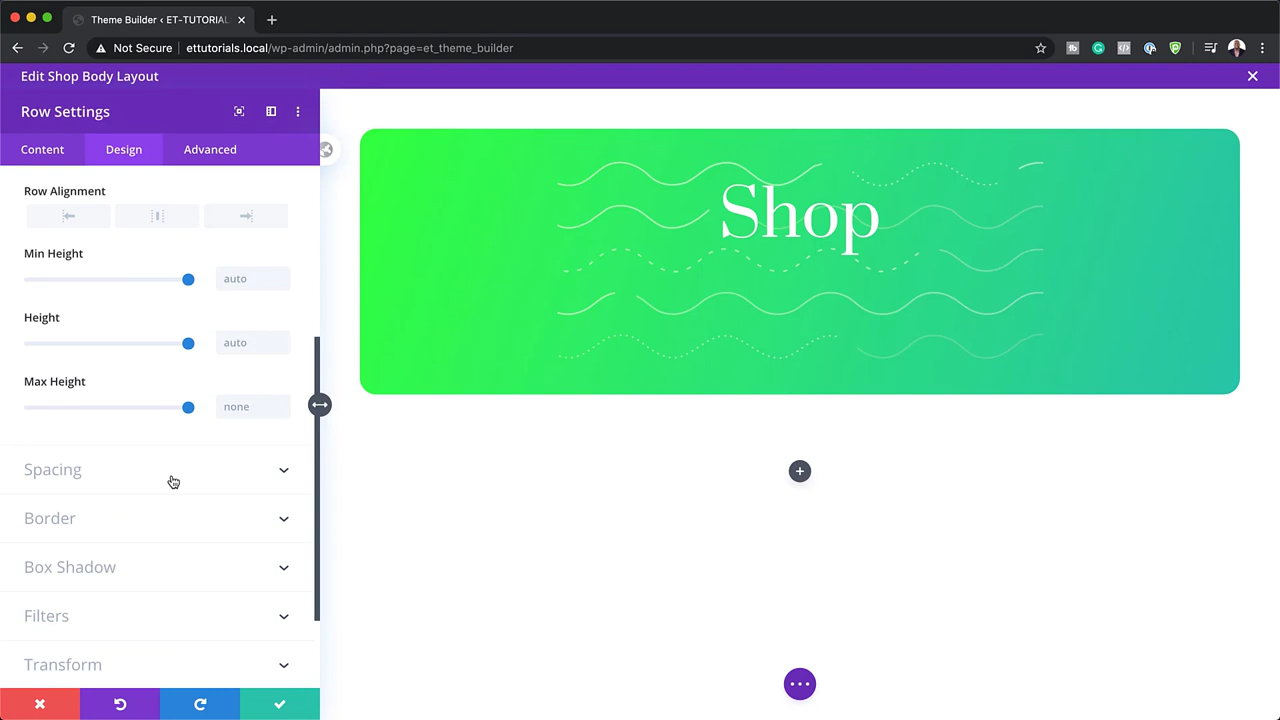 Theme Builder ‹ ET-TUTORIAL
Not Secure
ettutorials.local/wp-admin/admin.php?page=et_theme_builder
Edit Shop Body Layout
Row Settings
Content
Design
Advanced
Row Alignment
Min Height
auto
Height
auto
Max Height
none
Spacing
Border
Box Shadow
Filters
Transform
Shop